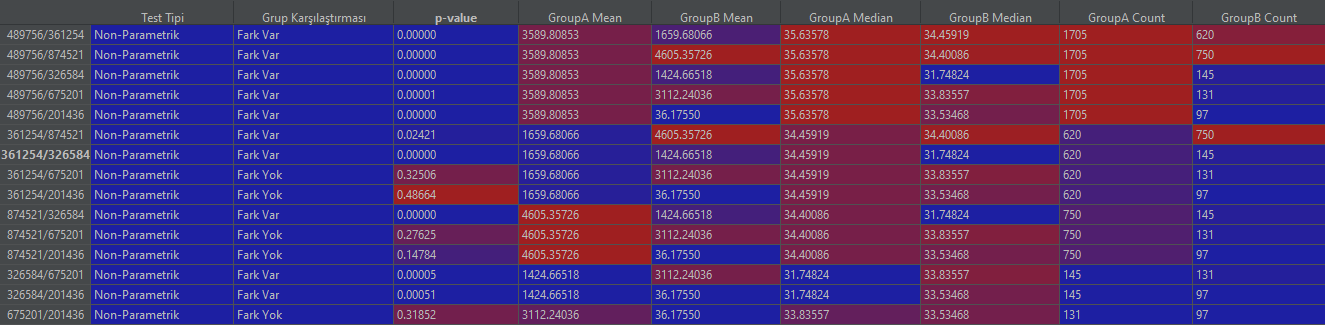 Test Tipi Grup Karşılaştırması p-value GroupA Mean GroupB Mean GroupA Median GroupB Median GroupA Count GroupB Count
489756/361254 Non-Parametrik Fark Var 0.00000 3589.80853 1659.68066 35.63578 34.45919 1705 620
489756/874521 Non-Parametrik Fark Var 0.00000 3589.80853 4605.35726 35.63578 34.40086 1705 750
489756/326584 Non-Parametrik Fark Var 0.00000 3589.80853 1424.66518 35.63578 31.74824 1705 145
489756/675201 Non-Parametrik Fark Var 0.00001 3589.80853 3112.24036 35.63578 33.83557 1705 131
489756/201436 Non-Parametrik Fark Var 0.00000 3589.80853 36.17550 35.63578 33.53468 1705 97
361254/874521 Non-Parametrik Fark Var 0.02421 1659.68066 4605.35726 34.45919 34.40086 620 750
361254/326584 Non-Parametrik Fark Var 0.00000 1659.68066 1424.66518 34.45919 31.74824 620 145
361254/675201 Non-Parametrik Fark Yok 0.32506 1659.68066 3112.24036 34.45919 33.83557 620 131
361254/201436 Non-Parametrik Fark Yok 0.48664 1659.68066 36.17550 34.45919 33.53468 620 97
874521/326584 Non-Parametrik Fark Var 0.00000 4605.35726 1424.66518 34.40086 31.74824 750 145
874521/675201 Non-Parametrik Fark Yok 0.27625 4605.35726 3112.24036 34.40086 33.83557 750 131
874521/201436 Non-Parametrik Fark Yok 0.14784 4605.35726 36.17550 34.40086 33.53468 750 97
326584/675201 Non-Parametrik Fark Var 0.00005 1424.66518 3112.24036 31.74824 33.83557 145 131
326584/201436 Non-Parametrik Fark Var 0.00051 1424.66518 36.17550 31.74824 33.53468 145 97
675201/201436 Non-Parametrik Fark Yok 0.31852 3112.24036 36.17550 33.83557 33.53468 131 97